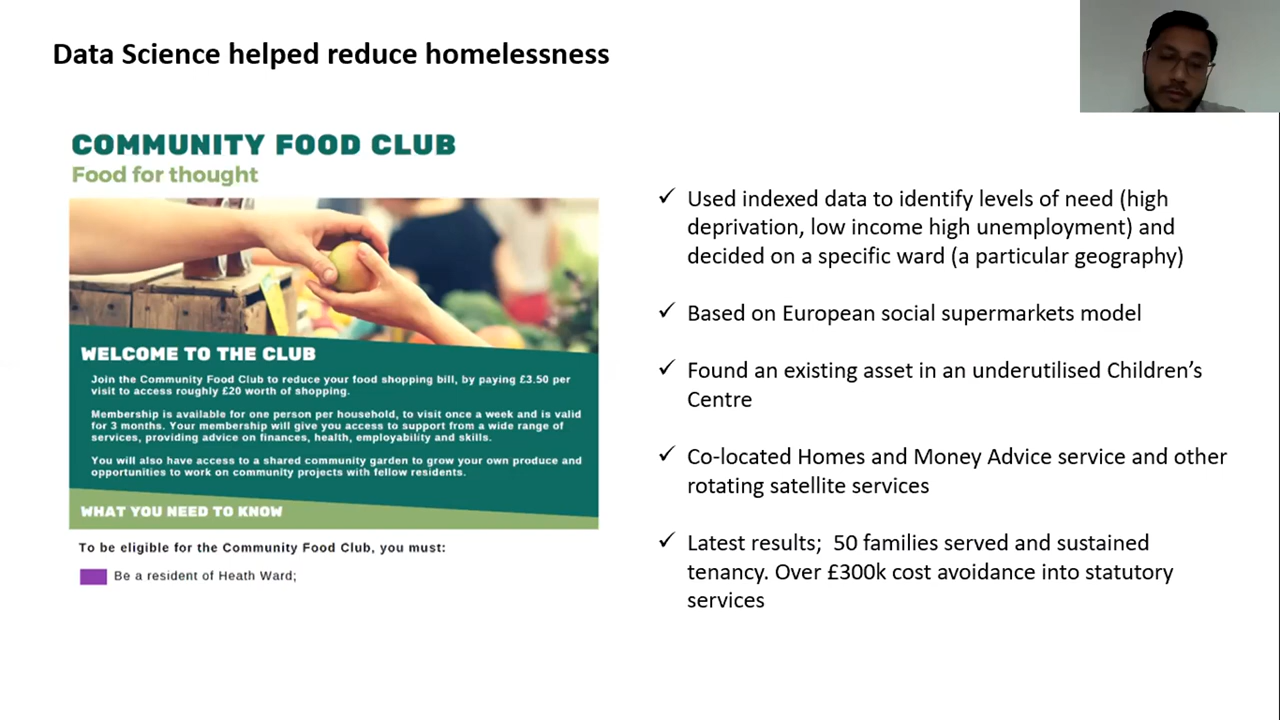 Data Science helped reduce homelessness
COMMUNITY FOOD CLUB
Food for thought
WELCOME TO THE CLUB
Join the Community Food Club to reduce your food shopping bill, by paying £3.50 per
visit to access roughly £20 worth of shopping.
Membership is available for one person per household, to visit once a week and is valid
for 3 months. Your membership will give you access to support from a wide range of
services, providing advice on finances, health, employability and skills.
You will also have access to a shared community garden to grow your own produce and
opportunities to work on community projects with fellow residents.
WHAT YOU NEED TO KNOW
To be eligible for the Community Food Club, you must:
Be a resident of Heath Ward;
✓ Used indexed data to identify levels of need (high
deprivation, low income high unemployment) and
decided on a specific ward (a particular geography)
✓ Based on European social supermarkets model
✓ Found an existing asset in an underutilised Children’s
Centre
✓ Co-located Homes and Money Advice service and other
rotating satellite services
✓ Latest results; 50 families served and sustained
tenancy. Over £300k cost avoidance into statutory
services